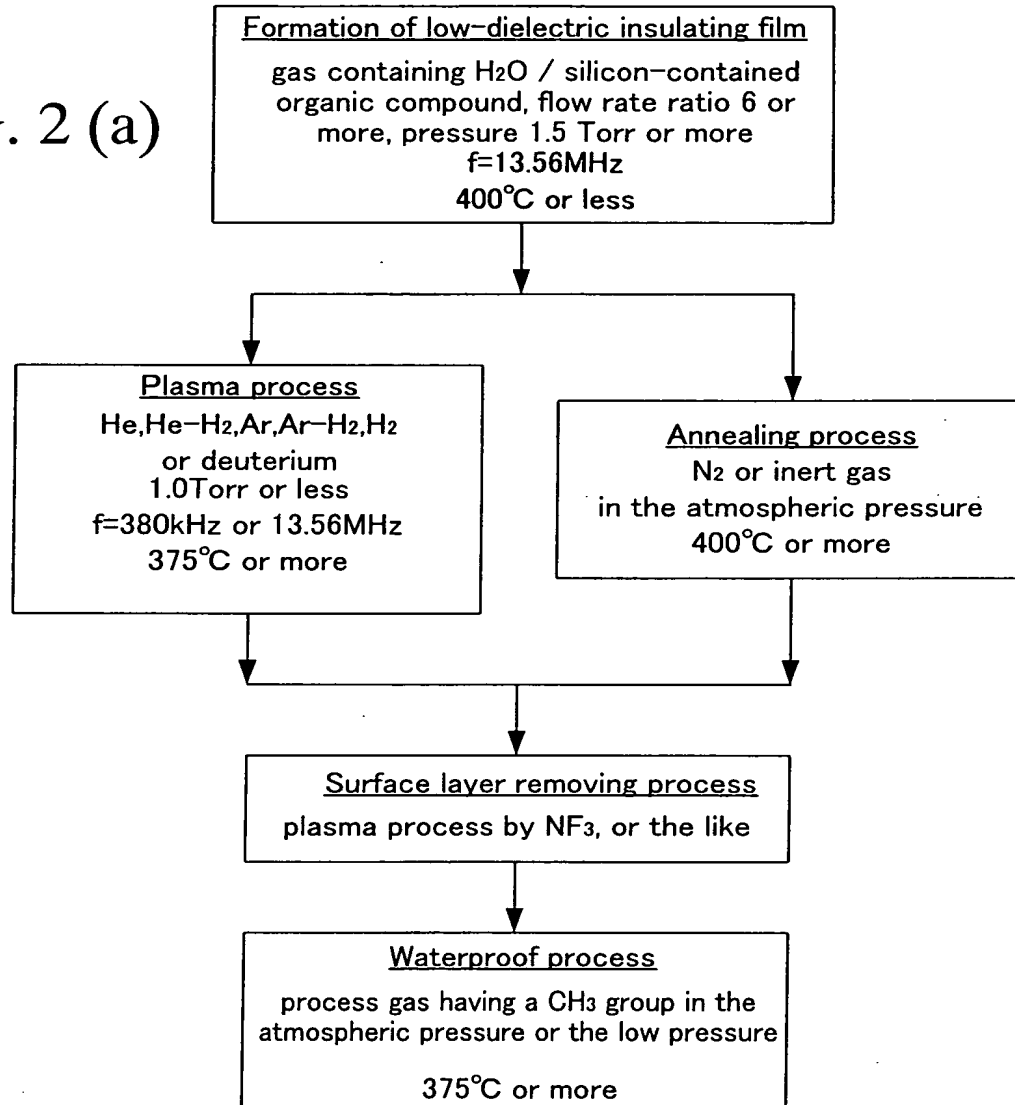 . 2 (a)
Formation of low-dielectric insulating film
gas containing H2O / silicon-contained
organic compound, flow rate ratio 6 or
more, pressure 1.5 Torr or more
f=13.56MHz
400°C or less
Plasma process
He,He-H2,Ar,Ar-H2,H2
or deuterium
1.0Torr or less
f=380kHz or 13.56MHz
375°C or more
Annealing process
N2 or inert gas
in the atmospheric pressure
400°C or more
Surface layer removing process
plasma process by NF3, or the like
Waterproof process
process gas having a CH3 group in the
atmospheric pressure or the low pressure
375°C or more